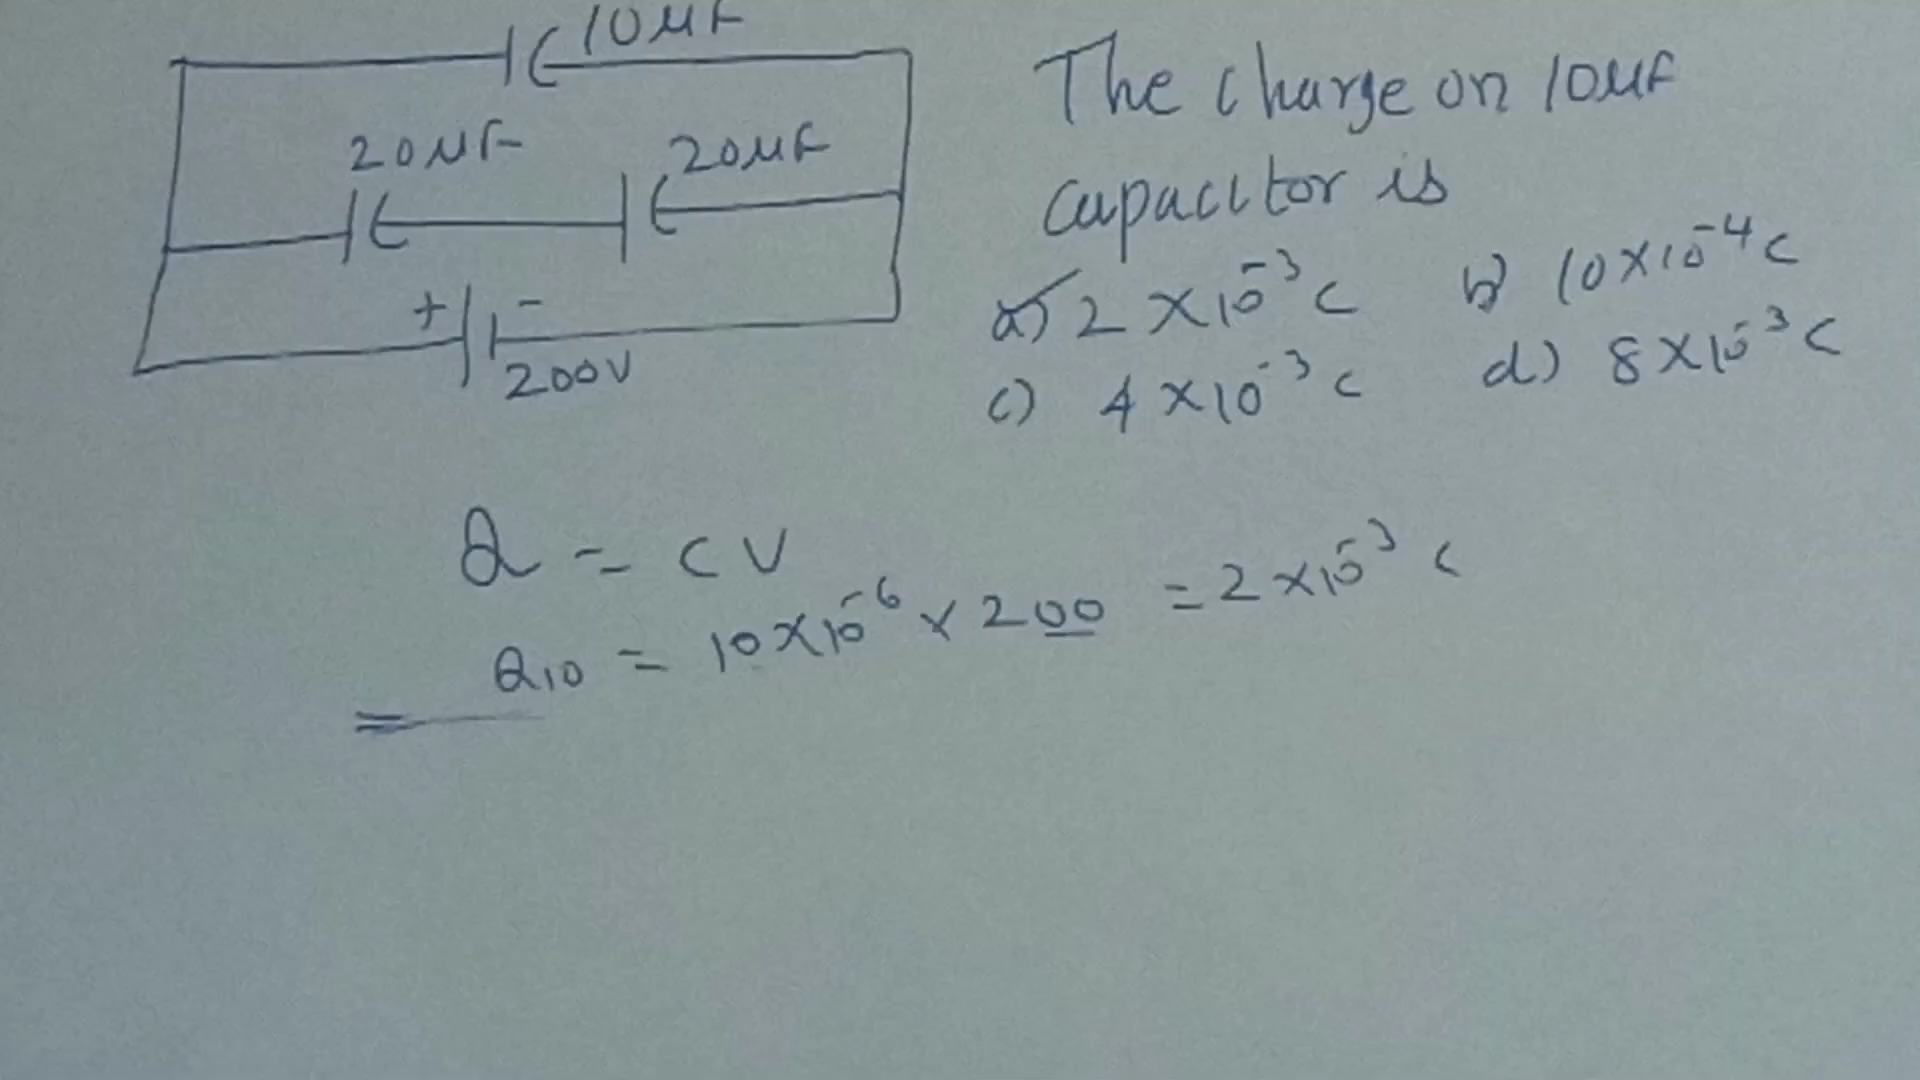 10μF
20μF 20μF
+ -
200V
The charge on 10μF
capacitor is
a) 2 × 10⁻³ C b) 10 × 10⁻⁴ C
c) 4 × 10⁻³ C d) 8 × 10⁻³ C
Q = CV
Q₁₀ = 10 × 10⁻⁶ × 200 = 2 × 10⁻³ C